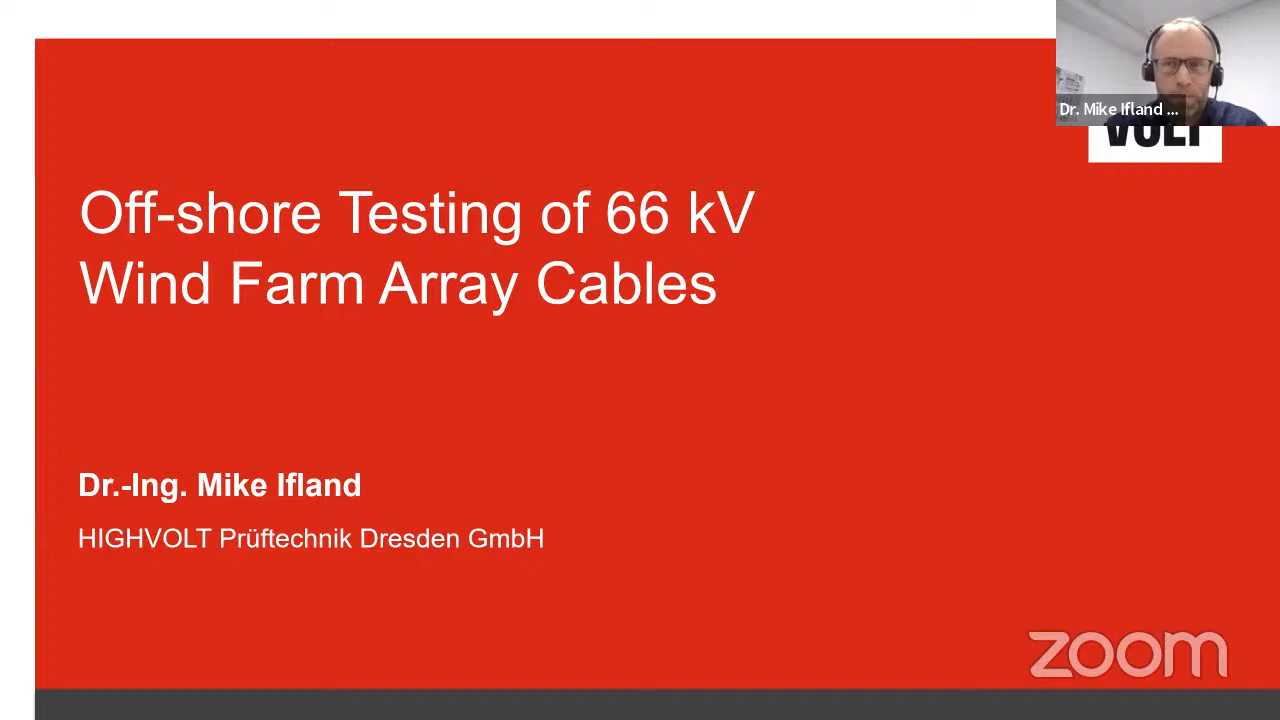 Dr. Mike Ifland ...
VOLT
Off-shore Testing of 66 kV
Wind Farm Array Cables
Dr.-Ing. Mike Ifland
HIGHVOLT Prüftechnik Dresden GmbH
zoom